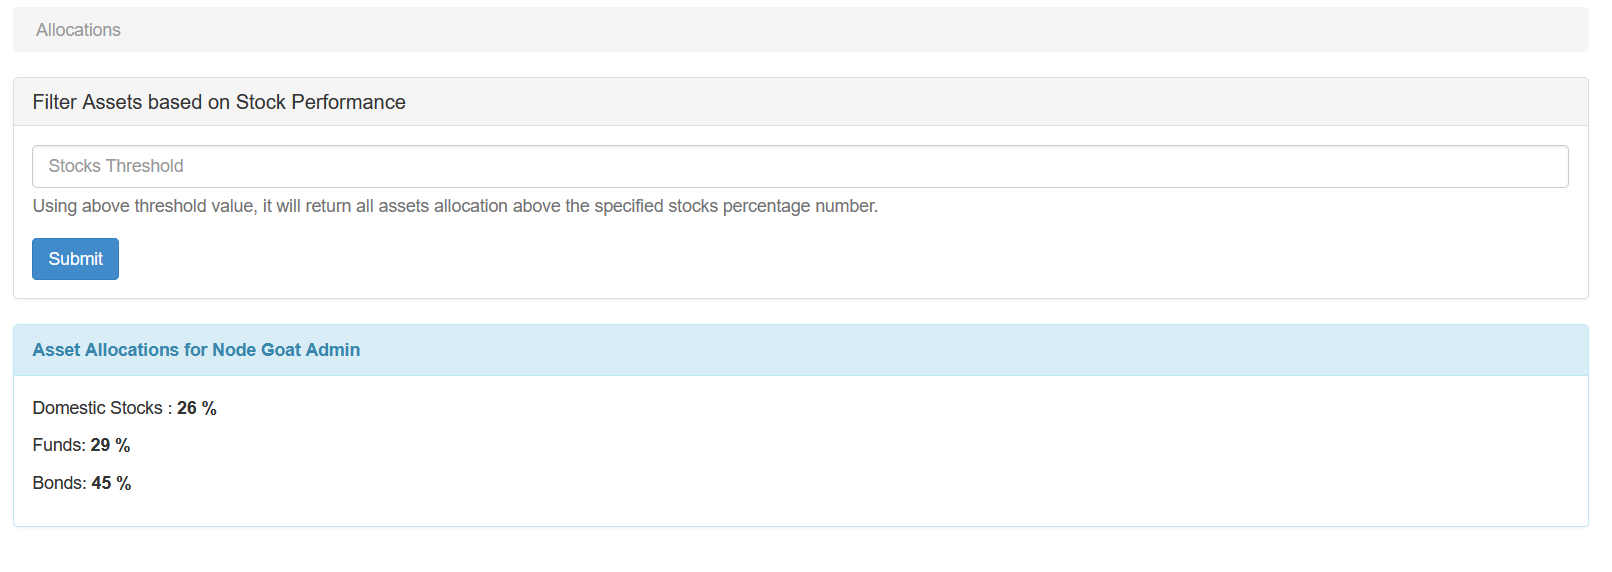 Allocations
Filter Assets based on Stock Performance
Stocks Threshold
Using above threshold value, it will return all assets allocation above the specified stocks percentage number.
Submit
Asset Allocations for Node Goat Admin
Domestic Stocks : 26 %
Funds: 29 %
Bonds: 45 %